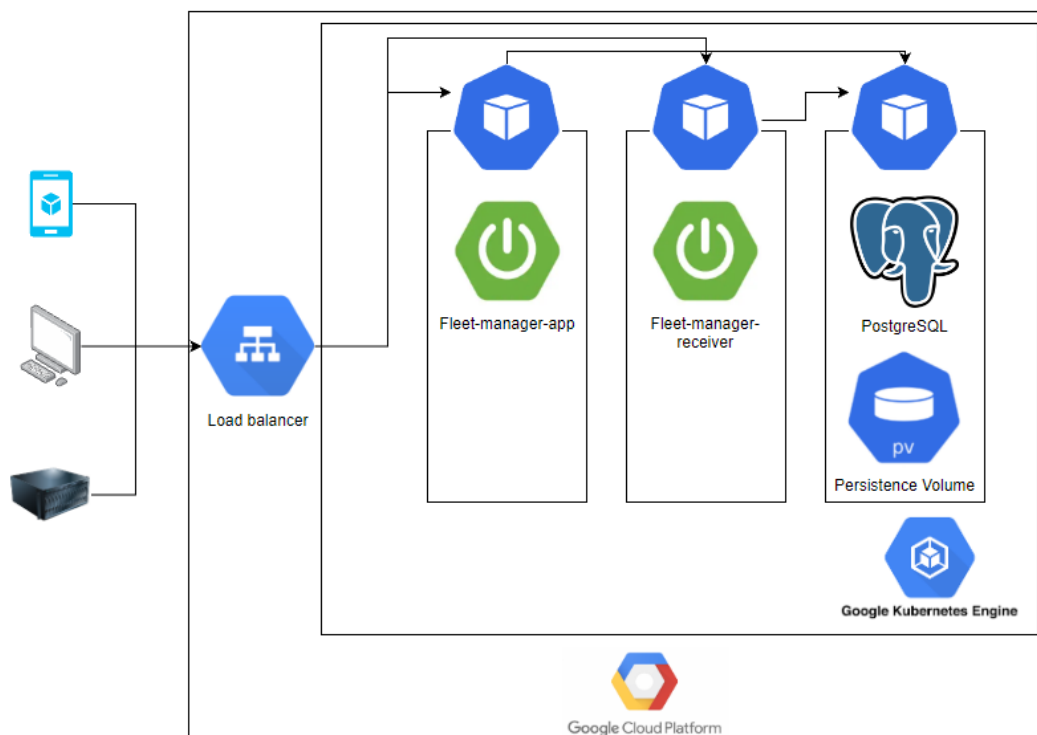 Fleet-manager-app
Fleet-manager-
receiver
PostgreSQL
Load balancer
pv
Persistence Volume
Google Kubernetes Engine
Google Cloud Platform